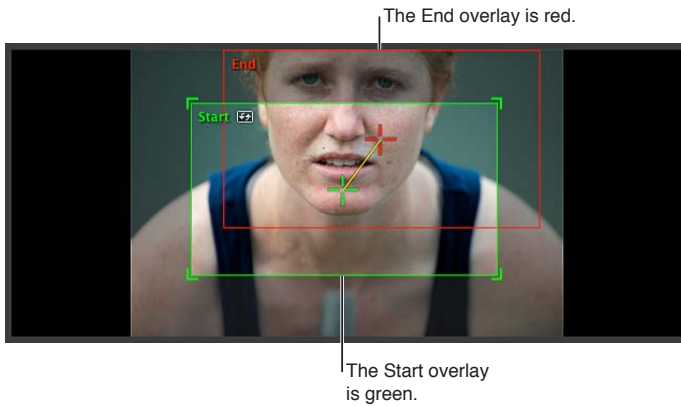 The End overlay is red.
End
Start
The Start overlay
is green.